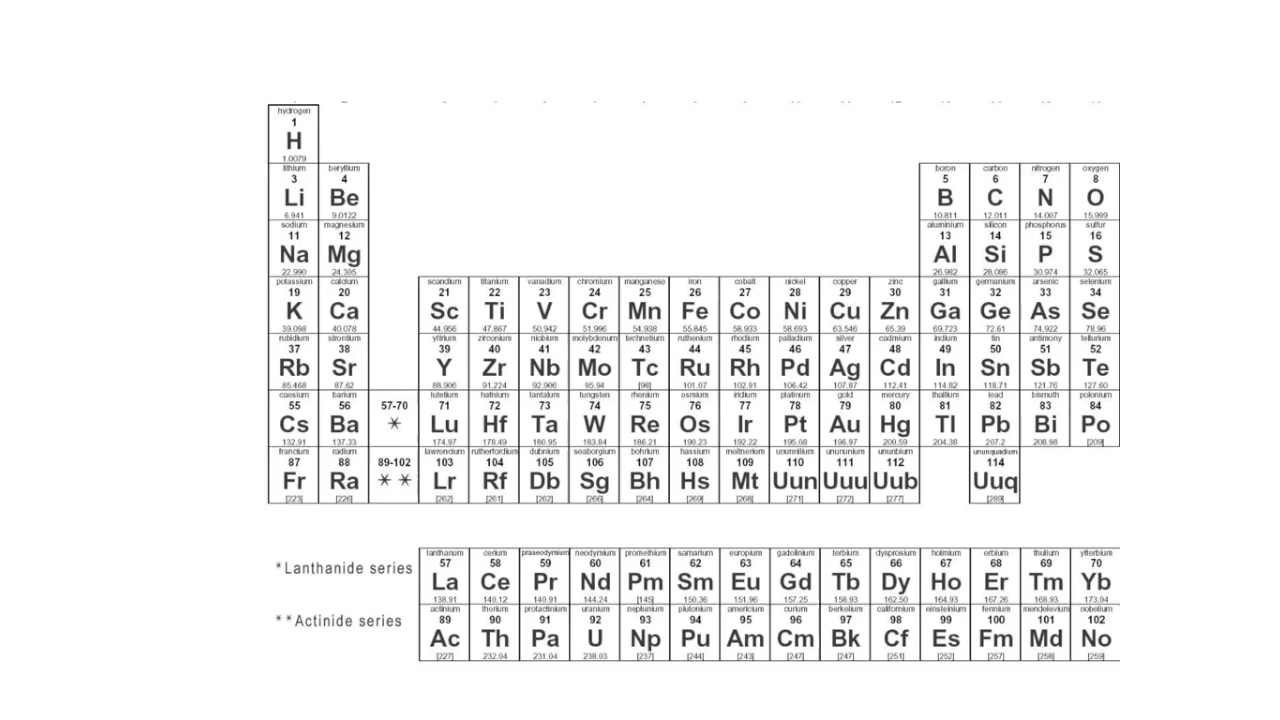 hydrogen
1
H
1.0079
lithium beryllium boron carbon nitrogen oxygen
3 4 5 6 7 8
Li Be B C N O
6.941 9.0122 10.811 12.011 14.007 15.999
sodium magnesium aluminium silicon phosphorus sulfur
11 12 13 14 15 16
Na Mg Al Si P S
22.990 24.305 26.982 28.086 30.974 32.065
potassium calcium scandium titanium vanadium chromium manganese iron cobalt nickel copper zinc gallium germanium arsenic selenium
19 20 21 22 23 24 25 26 27 28 29 30 31 32 33 34
K Ca Sc Ti V Cr Mn Fe Co Ni Cu Zn Ga Ge As Se
39.098 40.078 44.956 47.867 50.942 51.996 54.938 55.845 58.933 58.693 63.546 65.39 69.723 72.61 74.922 78.96
rubidium strontium yttrium zirconium niobium molybdenum technetium ruthenium rhodium palladium silver cadmium indium tin antimony tellurium
37 38 39 40 41 42 43 44 45 46 47 48 49 50 51 52
Rb Sr Y Zr Nb Mo Tc Ru Rh Pd Ag Cd In Sn Sb Te
85.468 87.62 88.906 91.224 92.906 95.94 [98] 101.07 102.91 106.42 107.87 112.41 114.82 118.71 121.76 127.60
caesium barium lutetium hafnium tantalum tungsten rhenium osmium iridium platinum gold mercury thallium lead bismuth polonium
55 56 57-70 71 72 73 74 75 76 77 78 79 80 81 82 83 84
Cs Ba * Lu Hf Ta W Re Os Ir Pt Au Hg Tl Pb Bi Po
132.91 137.33 174.97 178.49 180.95 183.84 186.21 190.23 192.22 195.08 196.97 200.59 204.38 207.2 208.98 [209]
francium radium lawrencium rutherfordium dubnium seaborgium bohrium hassium meitnerium ununnilium unununium ununbium ununquadium
87 88 89-102 103 104 105 106 107 108 109 110 111 112 114
Fr Ra * * Lr Rf Db Sg Bh Hs Mt Uun Uuu Uub Uuq
[223] [226] [262] [261] [262] [266] [264] [269] [268] [271] [272] [277] [289]
lanthanum cerium praseodymium neodymium promethium samarium europium gadolinium terbium dysprosium holmium erbium thulium ytterbium
57 58 59 60 61 62 63 64 65 66 67 68 69 70
*Lanthanide series La Ce Pr Nd Pm Sm Eu Gd Tb Dy Ho Er Tm Yb
138.91 140.12 140.91 144.24 [145] 150.36 151.96 157.25 158.93 162.50 164.93 167.26 168.93 173.04
actinium thorium protactinium uranium neptunium plutonium americium curium berkelium californium einsteinium fermium mendelevium nobelium
89 90 91 92 93 94 95 96 97 98 99 100 101 102
**Actinide series Ac Th Pa U Np Pu Am Cm Bk Cf Es Fm Md No
[227] 232.04 231.04 238.03 [237] [244] [243] [247] [247] [251] [252] [257] [258] [259]